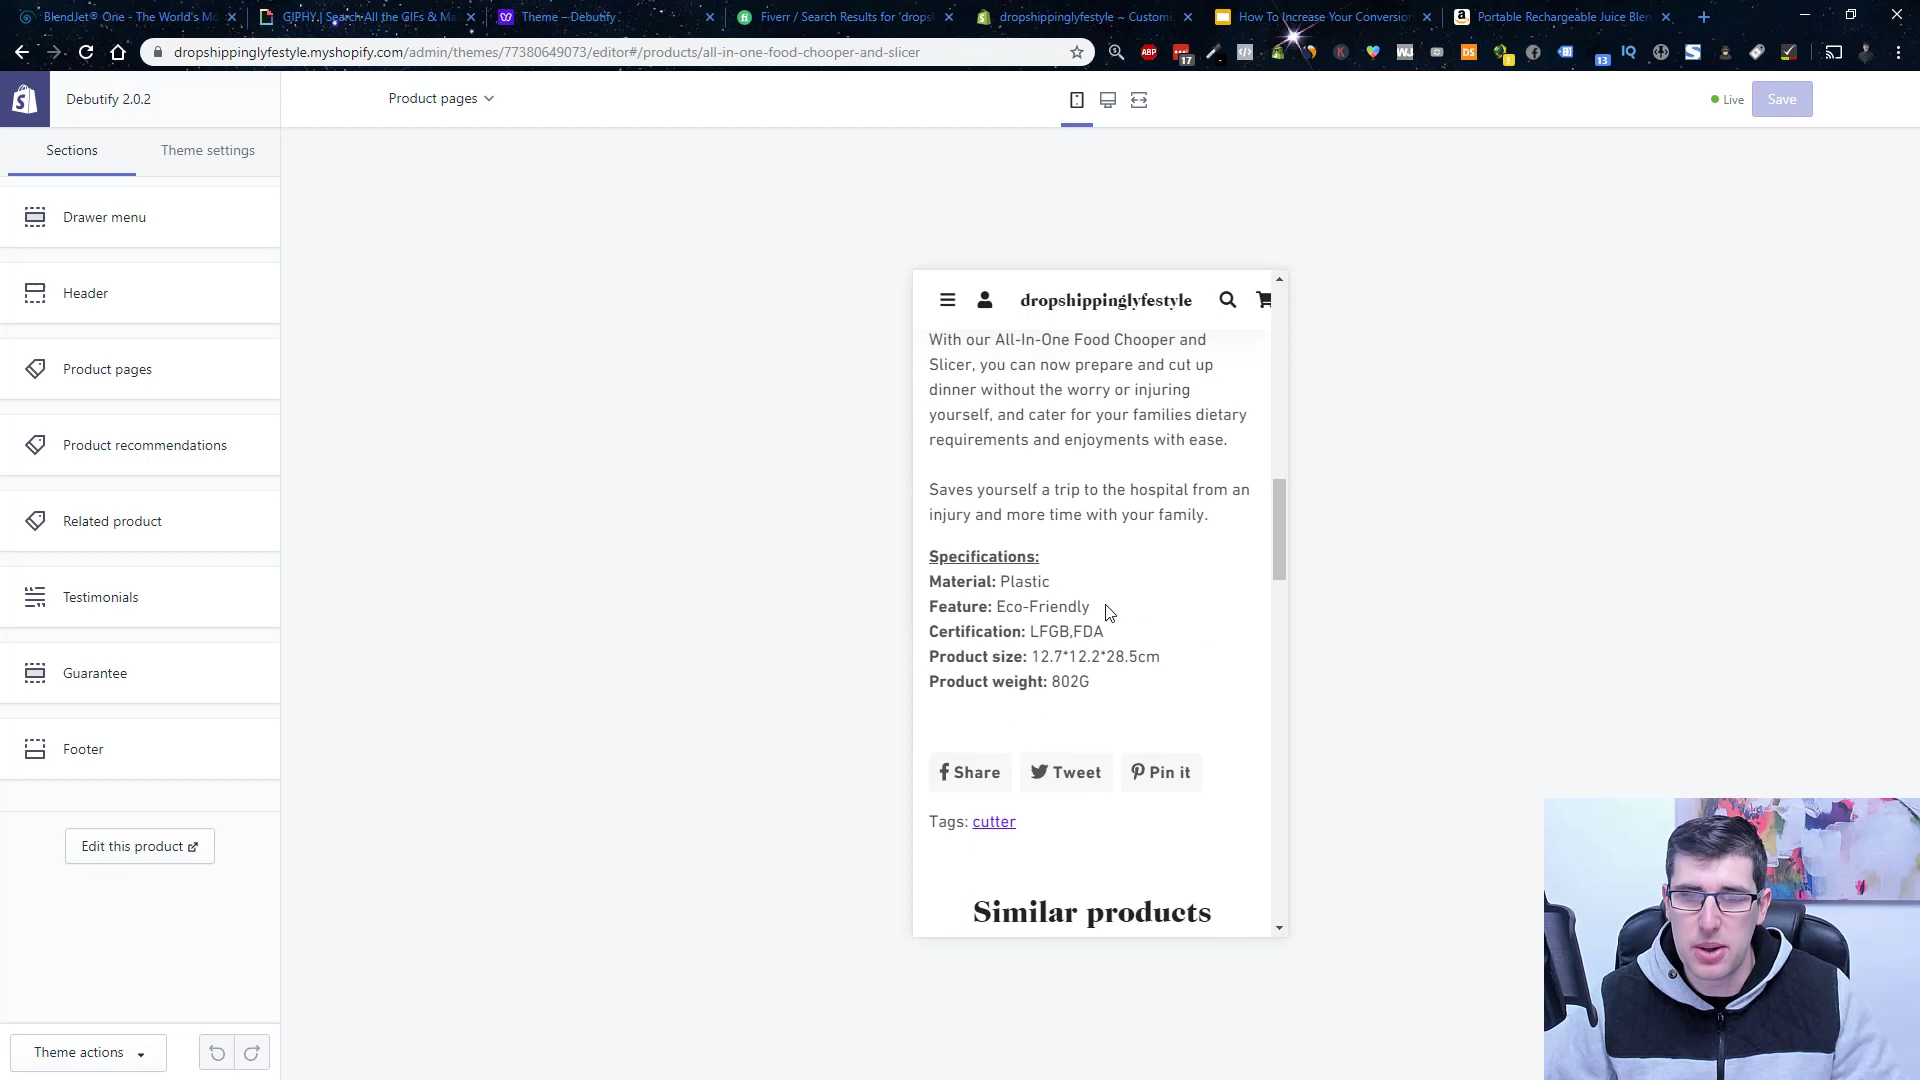 BlendJet® One - The World's Mo
GIPHY | Search All the GIFs & Ma
Theme – Debutify
Fiverr / Search Results for 'dropsh
dropshippinglyfestyle ~ Customi
How To Increase Your Conversion
Portable Rechargeable Juice Blen
dropshippinglyfestyle.myshopify.com/admin/themes/77380649073/editor#/products/all-in-one-food-chooper-and-slicer
ABP
17
DS
13
IQ
Debutify 2.0.2
Product pages
Live
Save
Sections
Theme settings
Drawer menu
Header
Product pages
Product recommendations
Related product
Testimonials
Guarantee
Footer
Edit this product
Theme actions
dropshippinglyfestyle
With our All-In-One Food Chooper and
Slicer, you can now prepare and cut up
dinner without the worry or injuring
yourself, and cater for your families dietary
requirements and enjoyments with ease.
Saves yourself a trip to the hospital from an
injury and more time with your family.
Specifications:
Material: Plastic
Feature: Eco-Friendly
Certification: LFGB,FDA
Product size: 12.7*12.2*28.5cm
Product weight: 802G
Share
Tweet
Pin it
Tags: cutter
Similar products